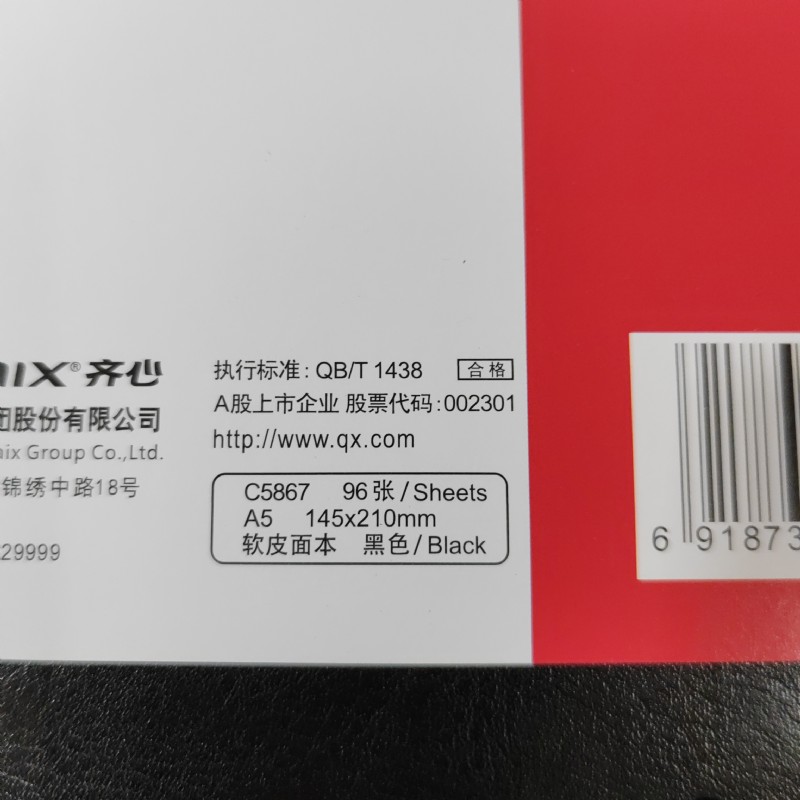 齐心
执行标准: QB/T 1438 合格
股份有限公司
A股上市企业 股票代码:002301
Group Co.,Ltd.
http://www.qx.com
锦绣中路18号
C5867 96 张/Sheets
A5 145x210mm
29999
软皮面本 黑色/Black
6 91873